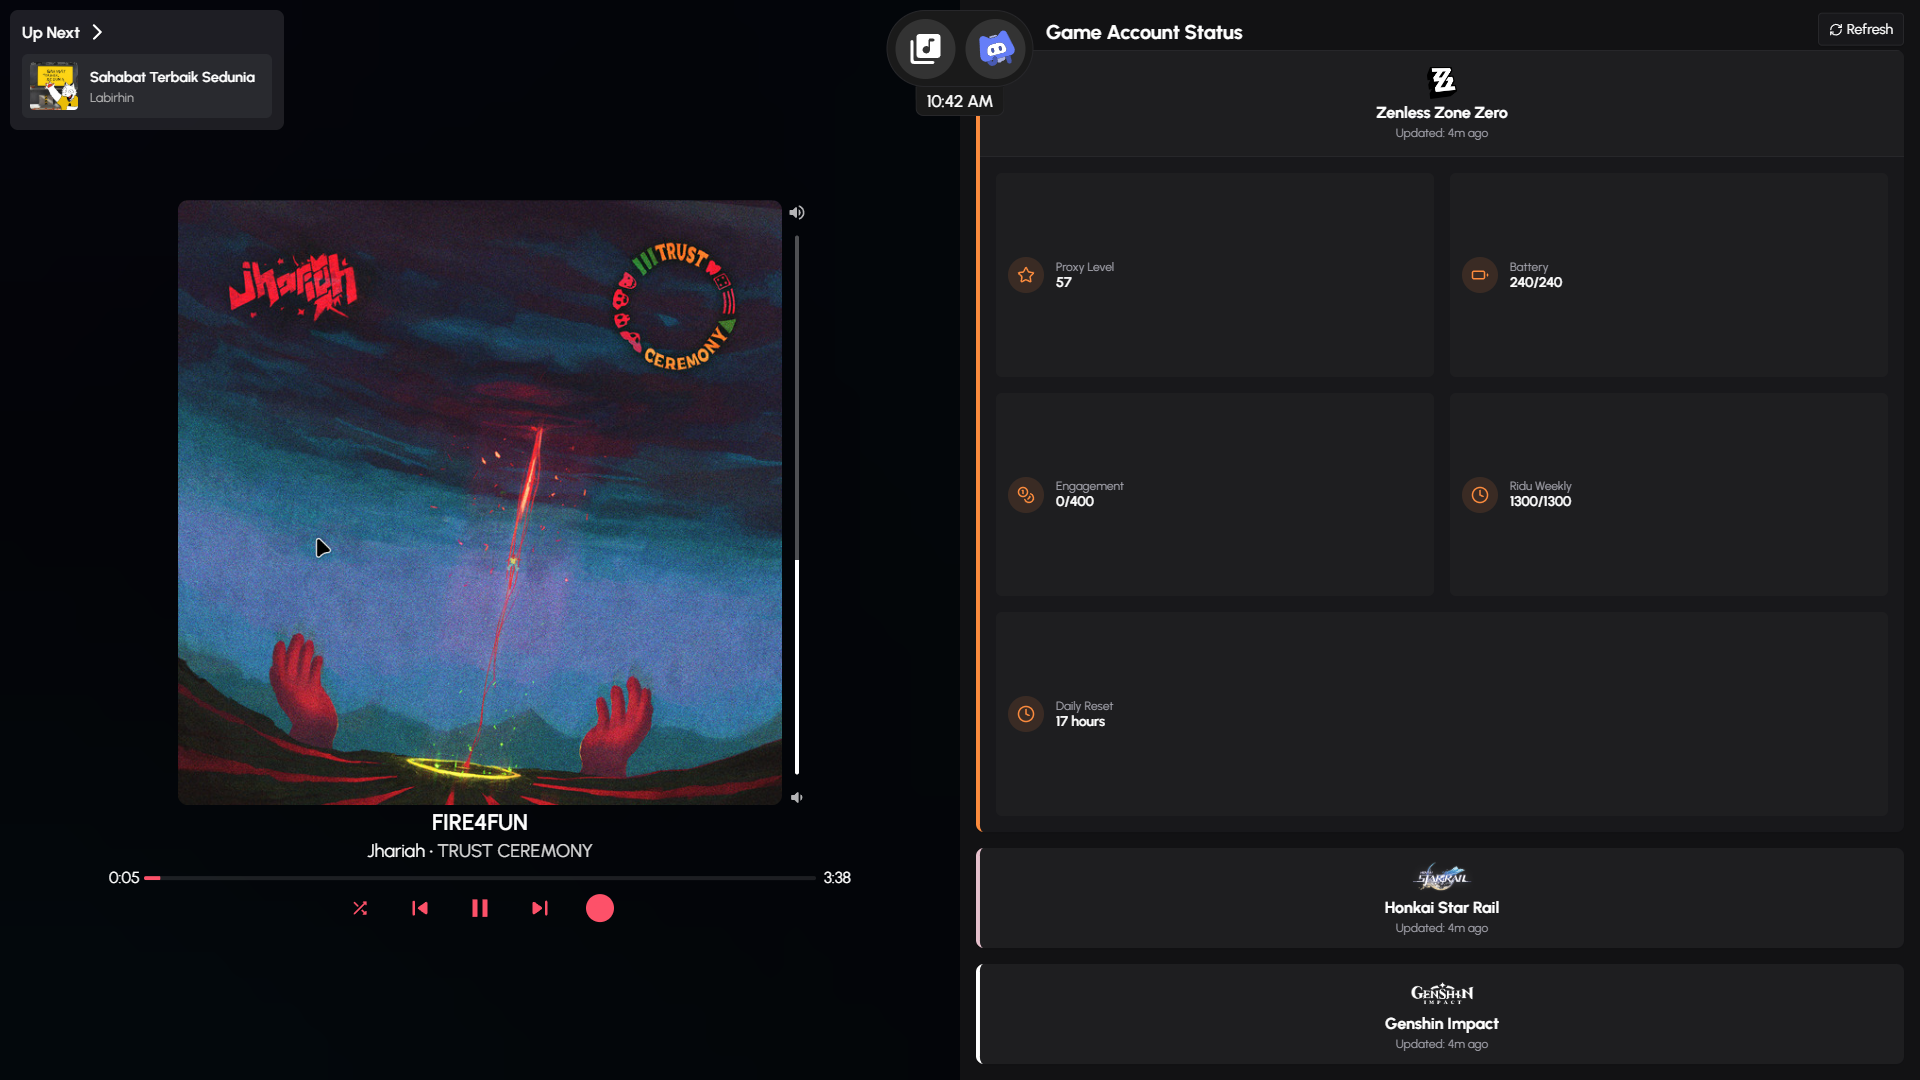 Up Next
Sahabat Terbaik Sedunia
Labirhin
jhariah
TRUST
CEREMONY
FIRE4FUN
Jhariah · TRUST CEREMONY
0:05
3:38
10:42 AM
Game Account Status
Refresh
Zenless Zone Zero
Updated: 4m ago
Proxy Level
57
Battery
240/240
Engagement
0/400
Ridu Weekly
1300/1300
Daily Reset
17 hours
STARRAIL
Honkai Star Rail
Updated: 4m ago
GENSHIN
IMPACT
Genshin Impact
Updated: 4m ago